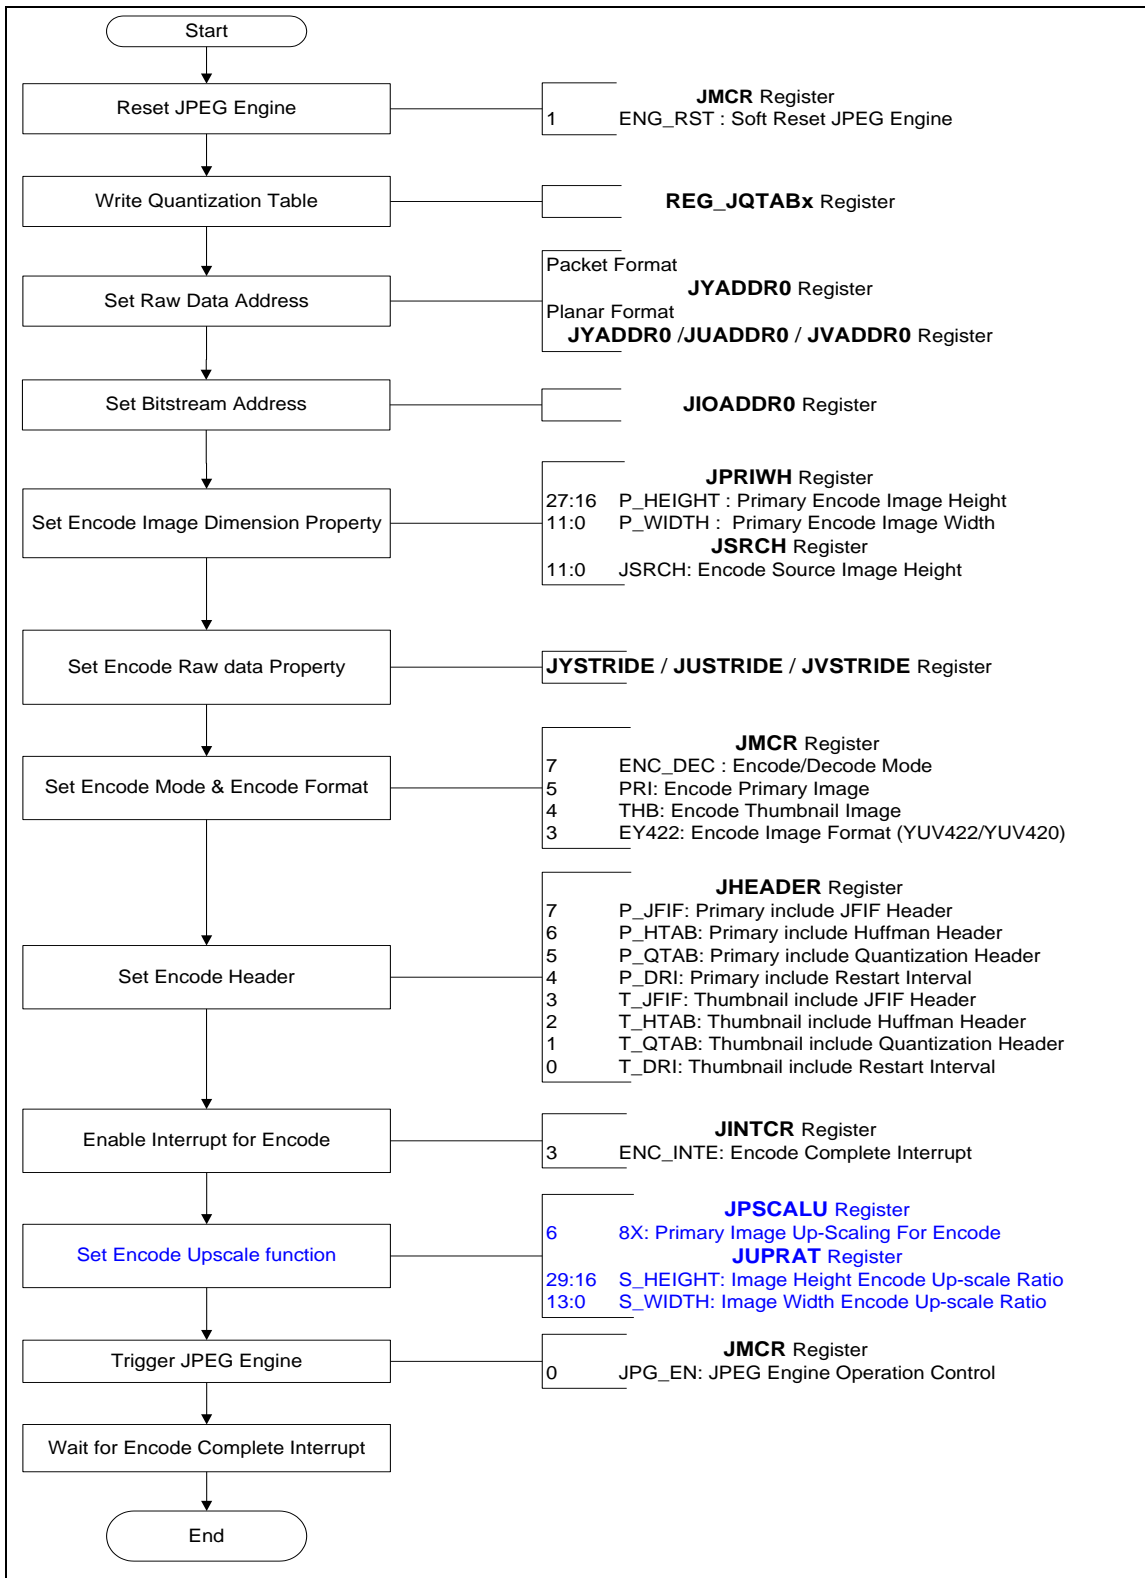 Start
Reset JPEG Engine
JMCR Register
1 ENG_RST : Soft Reset JPEG Engine
Write Quantization Table
REG_JQTABx Register
Set Raw Data Address
Packet Format
JYADDR0 Register
Planar Format
JYADDR0 /JUADDR0 / JVADDR0 Register
Set Bitstream Address
JIOADDR0 Register
Set Encode Image Dimension Property
JPRIWH Register
27:16 P_HEIGHT : Primary Encode Image Height
11:0 P_WIDTH : Primary Encode Image Width
JSRCH Register
11:0 JSRCH: Encode Source Image Height
Set Encode Raw data Property
JYSTRIDE / JUSTRIDE / JVSTRIDE Register
Set Encode Mode & Encode Format
JMCR Register
7 ENC_DEC : Encode/Decode Mode
5 PRI: Encode Primary Image
4 THB: Encode Thumbnail Image
3 EY422: Encode Image Format (YUV422/YUV420)
Set Encode Header
JHEADER Register
7 P_JFIF: Primary include JFIF Header
6 P_HTAB: Primary include Huffman Header
5 P_QTAB: Primary include Quantization Header
4 P_DRI: Primary include Restart Interval
3 T_JFIF: Thumbnail include JFIF Header
2 T_HTAB: Thumbnail include Huffman Header
1 T_QTAB: Thumbnail include Quantization Header
0 T_DRI: Thumbnail include Restart Interval
Enable Interrupt for Encode
JINTCR Register
3 ENC_INTE: Encode Complete Interrupt
Set Encode Upscale function
JPSCALU Register
6 8X: Primary Image Up-Scaling For Encode
JUPRAT Register
29:16 S_HEIGHT: Image Height Encode Up-scale Ratio
13:0 S_WIDTH: Image Width Encode Up-scale Ratio
Trigger JPEG Engine
JMCR Register
0 JPG_EN: JPEG Engine Operation Control
Wait for Encode Complete Interrupt
End